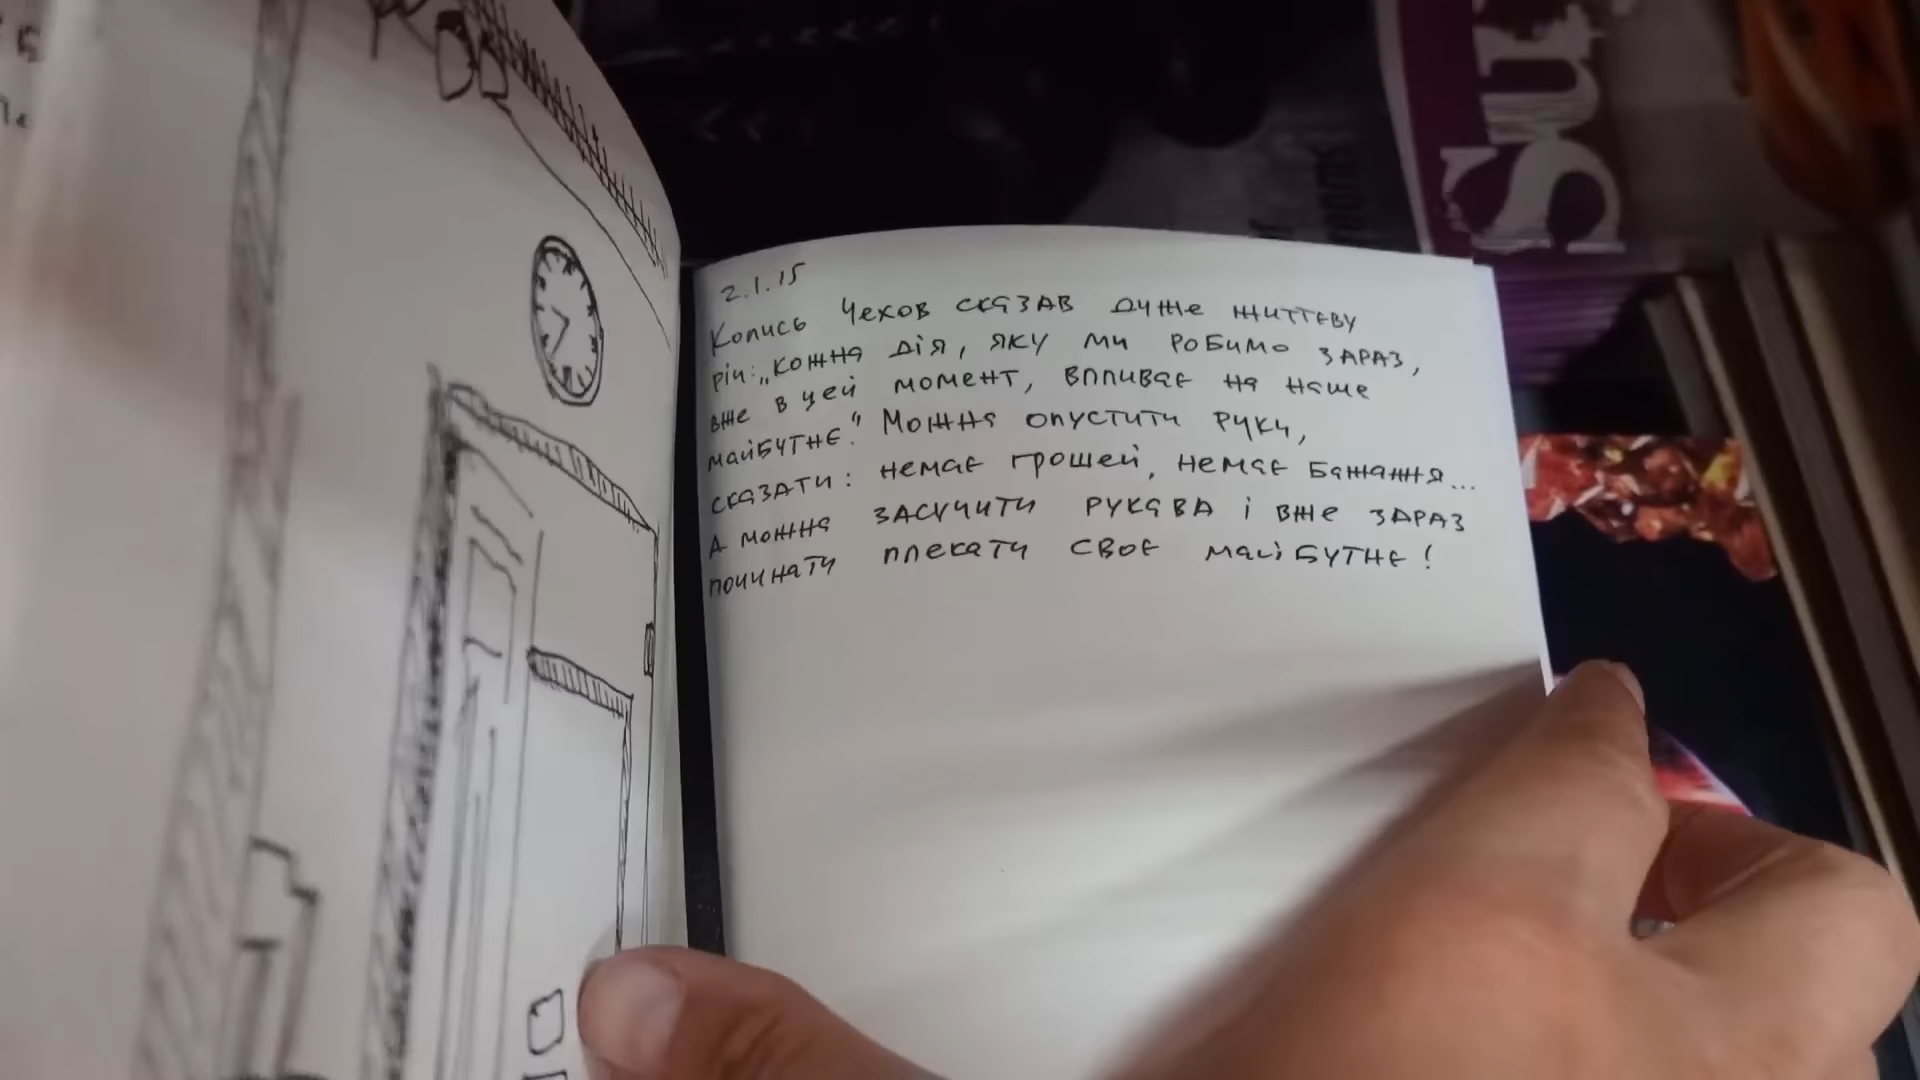 2.1.15
Колись Чехов сказав дуже життєву
річ: „кожна дія, яку ми робимо зараз,
вже в цей момент, впливає на наше
майбутнє." Можна опустити руки,
сказати: немає грошей, немає бажання...
А можна засучити рукава і вже зараз
починати плекати своє майбутнє!
Su